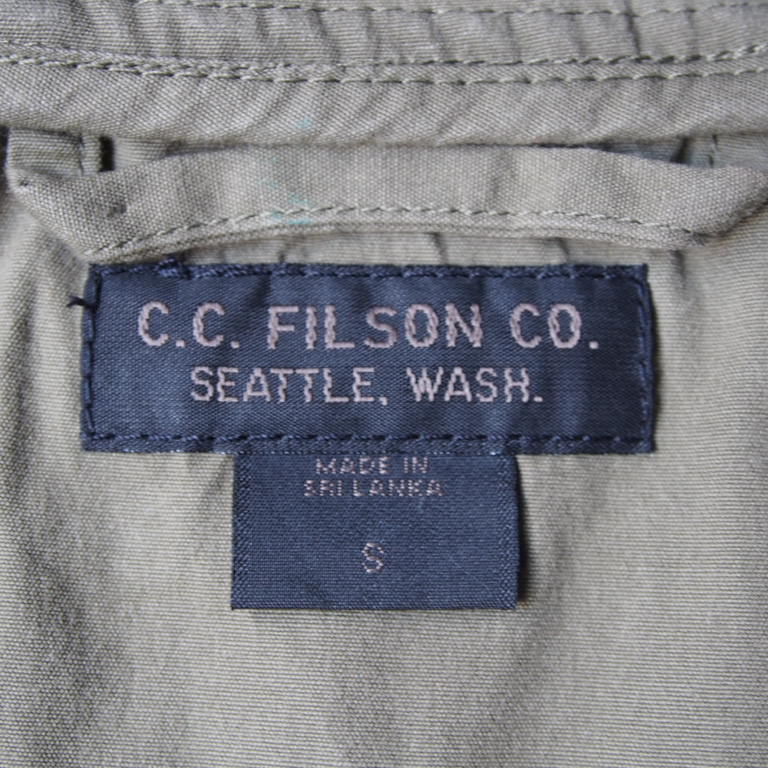 C.C. FILSON CO.
SEATTLE, WASH.
MADE IN
SRI LANKA
S